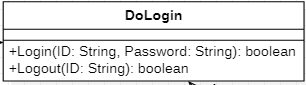 DoLogin
+Login(ID: String, Password: String): boolean
+Logout(ID: String): boolean